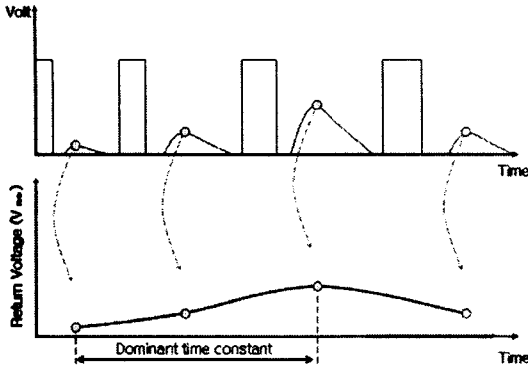 Volt
Time
Return Voltage (V
Dominant time constant
Time